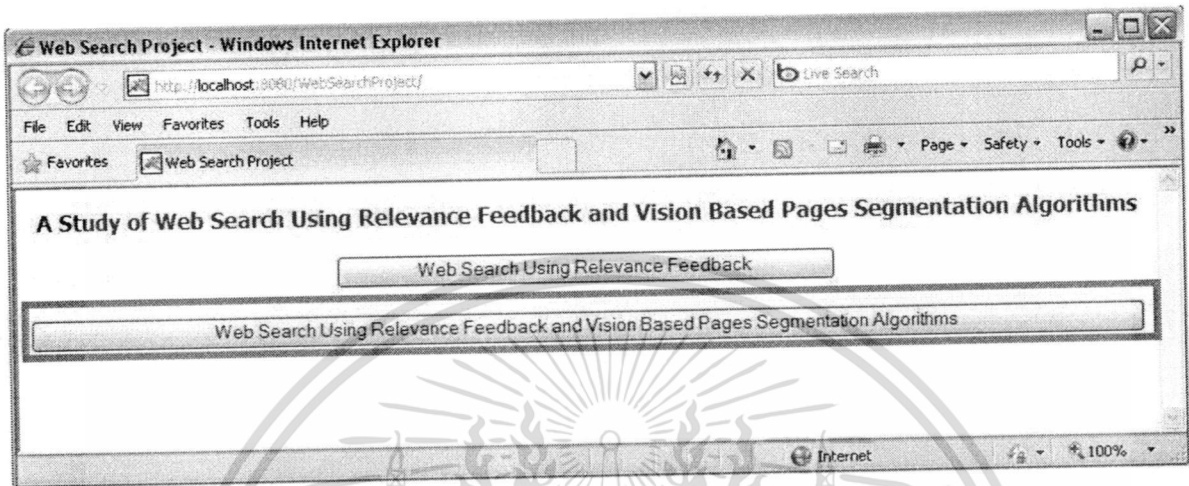 Web Search Project - Windows Internet Explorer
http://localhost:8080/WebSearchProject/
Live Search
File Edit View Favorites Tools Help
Favorites Web Search Project Page Safety Tools
A Study of Web Search Using Relevance Feedback and Vision Based Pages Segmentation Algorithms
Web Search Using Relevance Feedback
Web Search Using Relevance Feedback and Vision Based Pages Segmentation Algorithms
Internet 100%